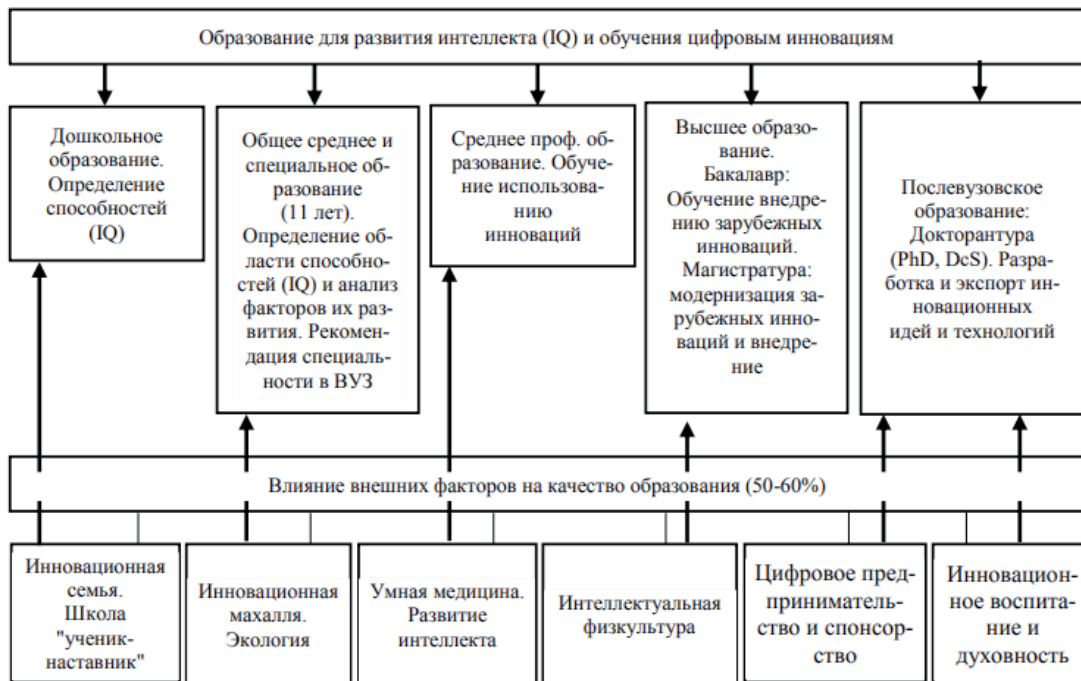 Образование для развития интеллекта (IQ) и обучения цифровым инновациям
Дошкольное
образование.
Определение
способностей
(IQ)
Общее среднее и
специальное об-
разование
(11 лет).
Определение об-
ласти способно-
стей (IQ) и анализ
факторов их раз-
вития. Рекомен-
дация специаль-
ности в ВУЗ
Среднее проф. об-
разование. Обуче-
ние использова-
нию
инноваций
Высшее образо-
вание.
Бакалавр:
Обучение внедре-
нию зарубежных
инноваций.
Магистратура:
модернизация за-
рубежных инно-
ваций и внедре-
ние
Послевузовское
образование:
Докторантура
(PhD, DcS). Разра-
ботка и экспорт ин-
новационных
идей и технологий
Влияние внешних факторов на качество образования (50-60%)
Инновационная
семья.
Школа
"ученик-
наставник"
Инновационная
махалля.
Экология
Умная медицина.
Развитие
интеллекта
Интеллектуальная
физкультура
Цифровое пред-
приниматель-
ство и спонсор-
ство
Инновацион-
ное воспита-
ние и
духовность